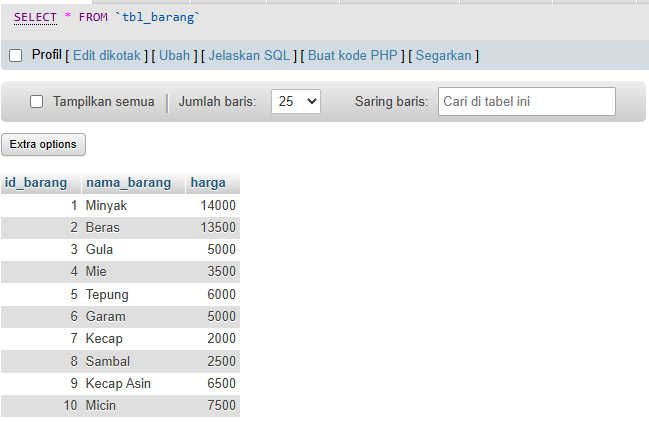 SELECT * FROM `tbl_barang`
Profil [ Edit dikotak ] [ Ubah ] [ Jelaskan SQL ] [ Buat kode PHP ] [ Segarkan ]
Tampilkan semua | Jumlah baris: 25 Saring baris: Cari di tabel ini
Extra options
id_barang nama_barang harga
1 Minyak 14000
2 Beras 13500
3 Gula 5000
4 Mie 3500
5 Tepung 6000
6 Garam 5000
7 Kecap 2000
8 Sambal 2500
9 Kecap Asin 6500
10 Micin 7500